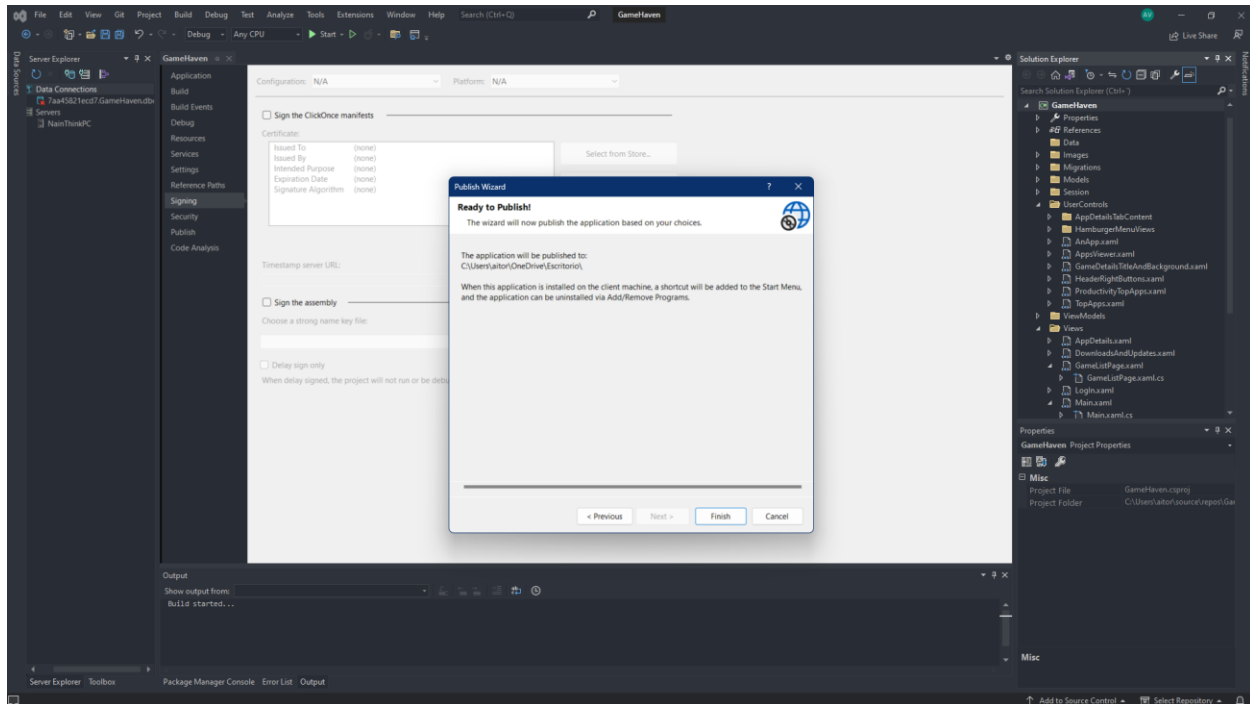 File Edit View Git Project Build Debug Test Analyze Tools Extensions Window Help Search (Ctrl+Q) GameHaven AV
Debug Any CPU Start Live Share
Data Sources
Server Explorer
Data Connections
7aa45821ecd7.GameHaven.dbo
Servers
NainThinkPC
GameHaven
Application
Build
Build Events
Debug
Resources
Services
Settings
Reference Paths
Signing
Security
Publish
Code Analysis
Configuration: N/A Platform: N/A
Sign the ClickOnce manifests
Certificate:
Issued To (none)
Issued By (none)
Intended Purpose (none)
Expiration Date (none)
Signature Algorithm (none)
Select from Store...
Timestamp server URL:
Sign the assembly
Choose a strong name key file:
Delay sign only
When delay signed, the project will not run or be
Publish Wizard ?
Ready to Publish!
The wizard will now publish the application based on your choices.
The application will be published to:
C:\Users\aitor\OneDrive\Escritorio\
When this application is installed on the client machine, a shortcut will be added to the Start Menu,
and the application can be uninstalled via Add/Remove Programs.
< Previous Next > Finish Cancel
Output
Show output from:
Build started...
Server Explorer Toolbox
Package Manager Console Error List Output
Solution Explorer
Search Solution Explorer (Ctrl+´)
GameHaven
Properties
References
Data
Images
Migrations
Models
Session
UserControls
AppDetailsTabContent
HamburgerMenuViews
AnApp.xaml
AppsViewer.xaml
GameDetailsTitleAndBackground.xaml
HeaderRightButtons.xaml
ProductivityTopApps.xaml
TopApps.xaml
ViewModels
Views
AppDetails.xaml
DownloadsAndUpdates.xaml
GameListPage.xaml
GameListPage.xaml.cs
LogIn.xaml
Main.xaml
Main.xaml.cs
Properties
GameHaven Project Properties
Misc
Project File GameHaven.csproj
Project Folder C:\Users\aitor\source\repos\Gar
Misc
Notifications
Add to Source Control Select Repository